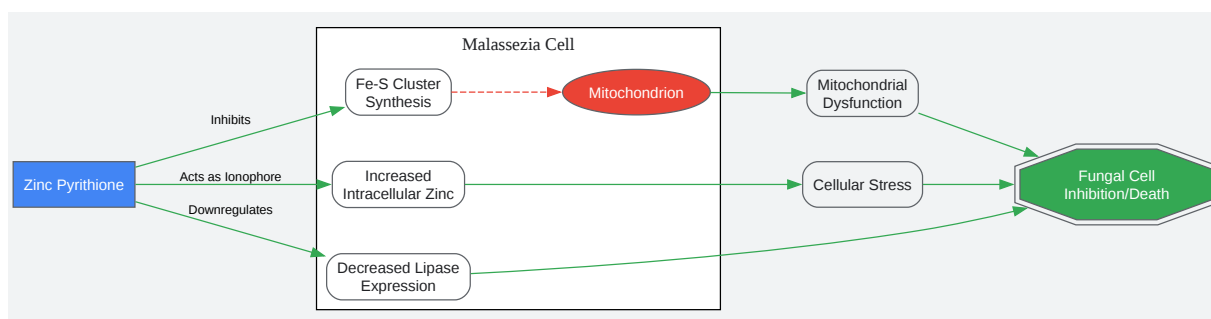 Malassezia Cell
Fe-S Cluster
Synthesis
Mitochondrion
Mitochondrial
Dysfunction
Inhibits
Zinc Pyrithione
Acts as Ionophore
Increased
Intracellular Zinc
Cellular Stress
Fungal Cell
Inhibition/Death
Downregulates
Decreased Lipase
Expression